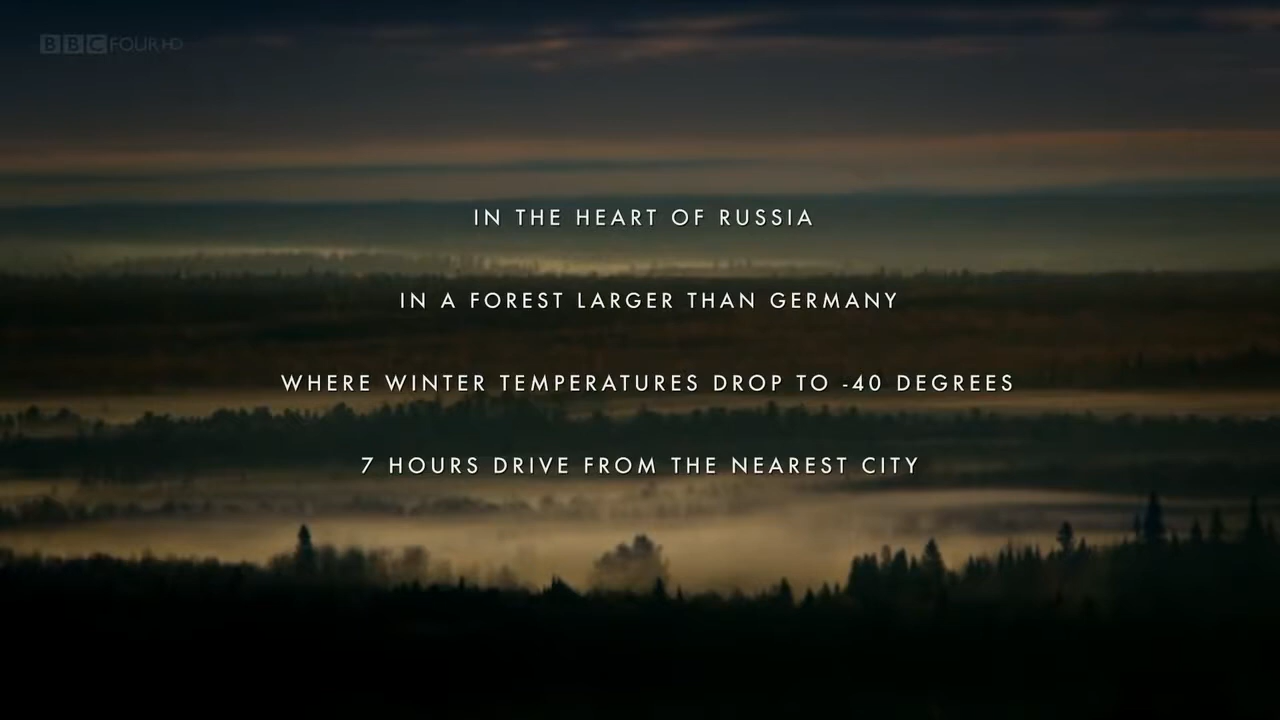 BBC FOUR HD
IN THE HEART OF RUSSIA
IN A FOREST LARGER THAN GERMANY
WHERE WINTER TEMPERATURES DROP TO -40 DEGREES
7 HOURS DRIVE FROM THE NEAREST CITY